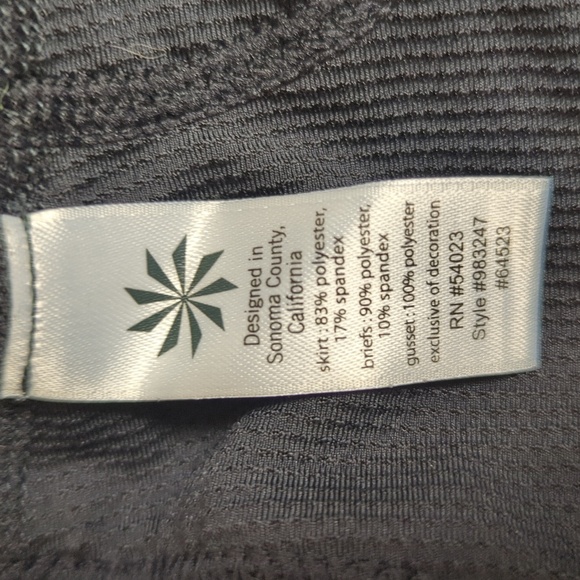 Designed in
Sonoma County,
California
skirt : 83% polyester,
17% spandex
briefs : 90% polyester,
10% spandex
gusset : 100% polyester
exclusive of decoration
RN #54023
Style #983247
#64523